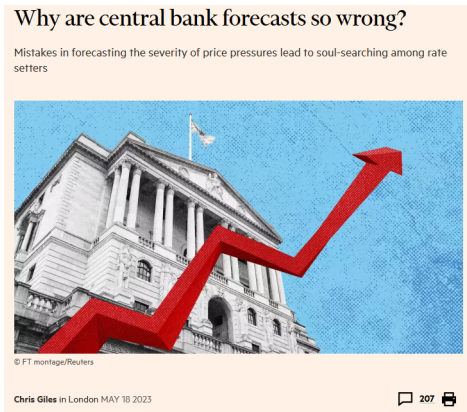 Why are central bank forecasts so wrong?
Mistakes in forecasting the severity of price pressures lead to soul-searching among rate
setters
© FT montage/Reuters
Chris Giles in London MAY 18 2023
207